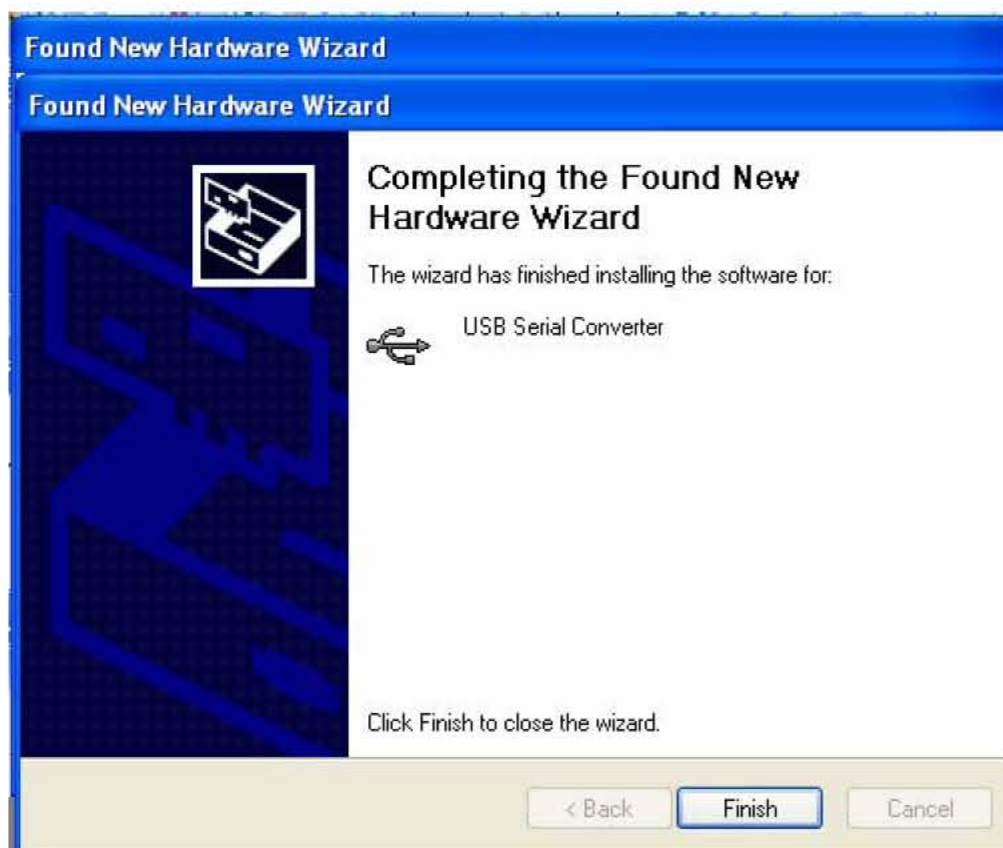 Found New Hardware Wizard
Found New Hardware Wizard
Completing the Found New
Hardware Wizard
The wizard has finished installing the software for:
USB Serial Converter
Click Finish to close the wizard.
< Back
Finish
Cancel